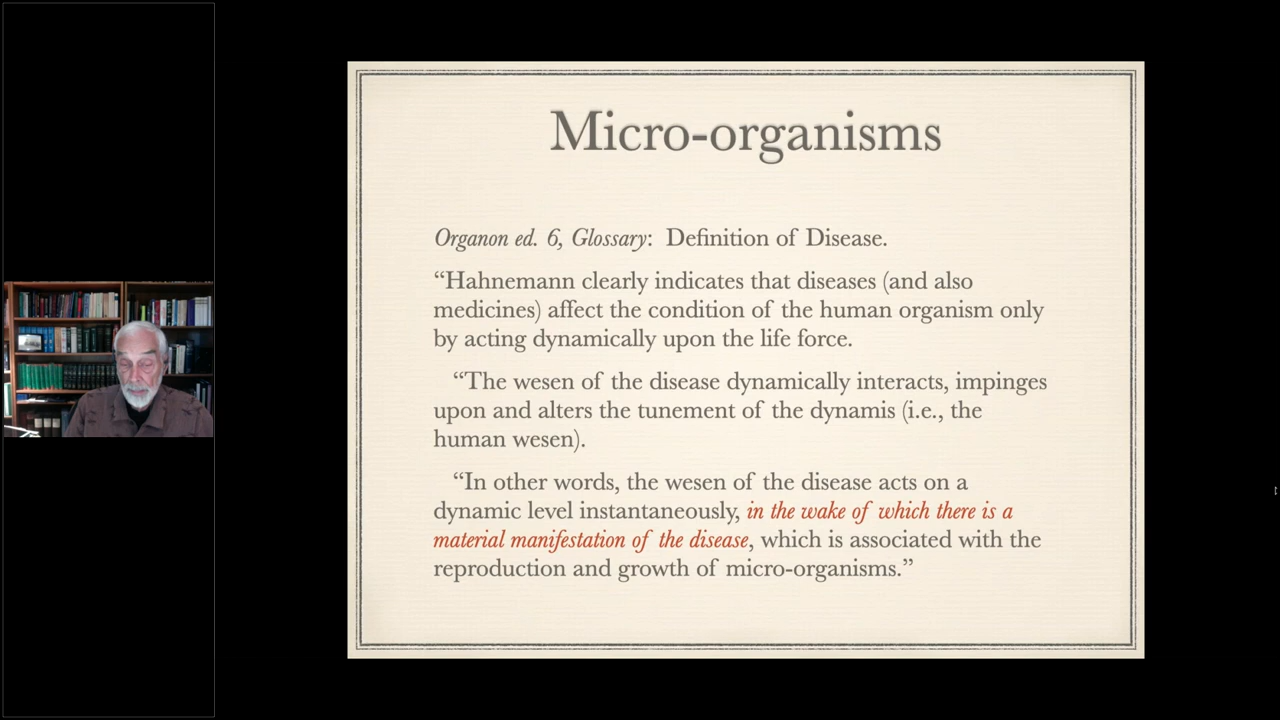 Micro-organisms
Organon ed. 6, Glossary: Definition of Disease.
“Hahnemann clearly indicates that diseases (and also
medicines) affect the condition of the human organism only
by acting dynamically upon the life force.
“The wesen of the disease dynamically interacts, impinges
upon and alters the tunement of the dynamis (i.e., the
human wesen).
“In other words, the wesen of the disease acts on a
dynamic level instantaneously, in the wake of which there is a
material manifestation of the disease, which is associated with the
reproduction and growth of micro-organisms.”